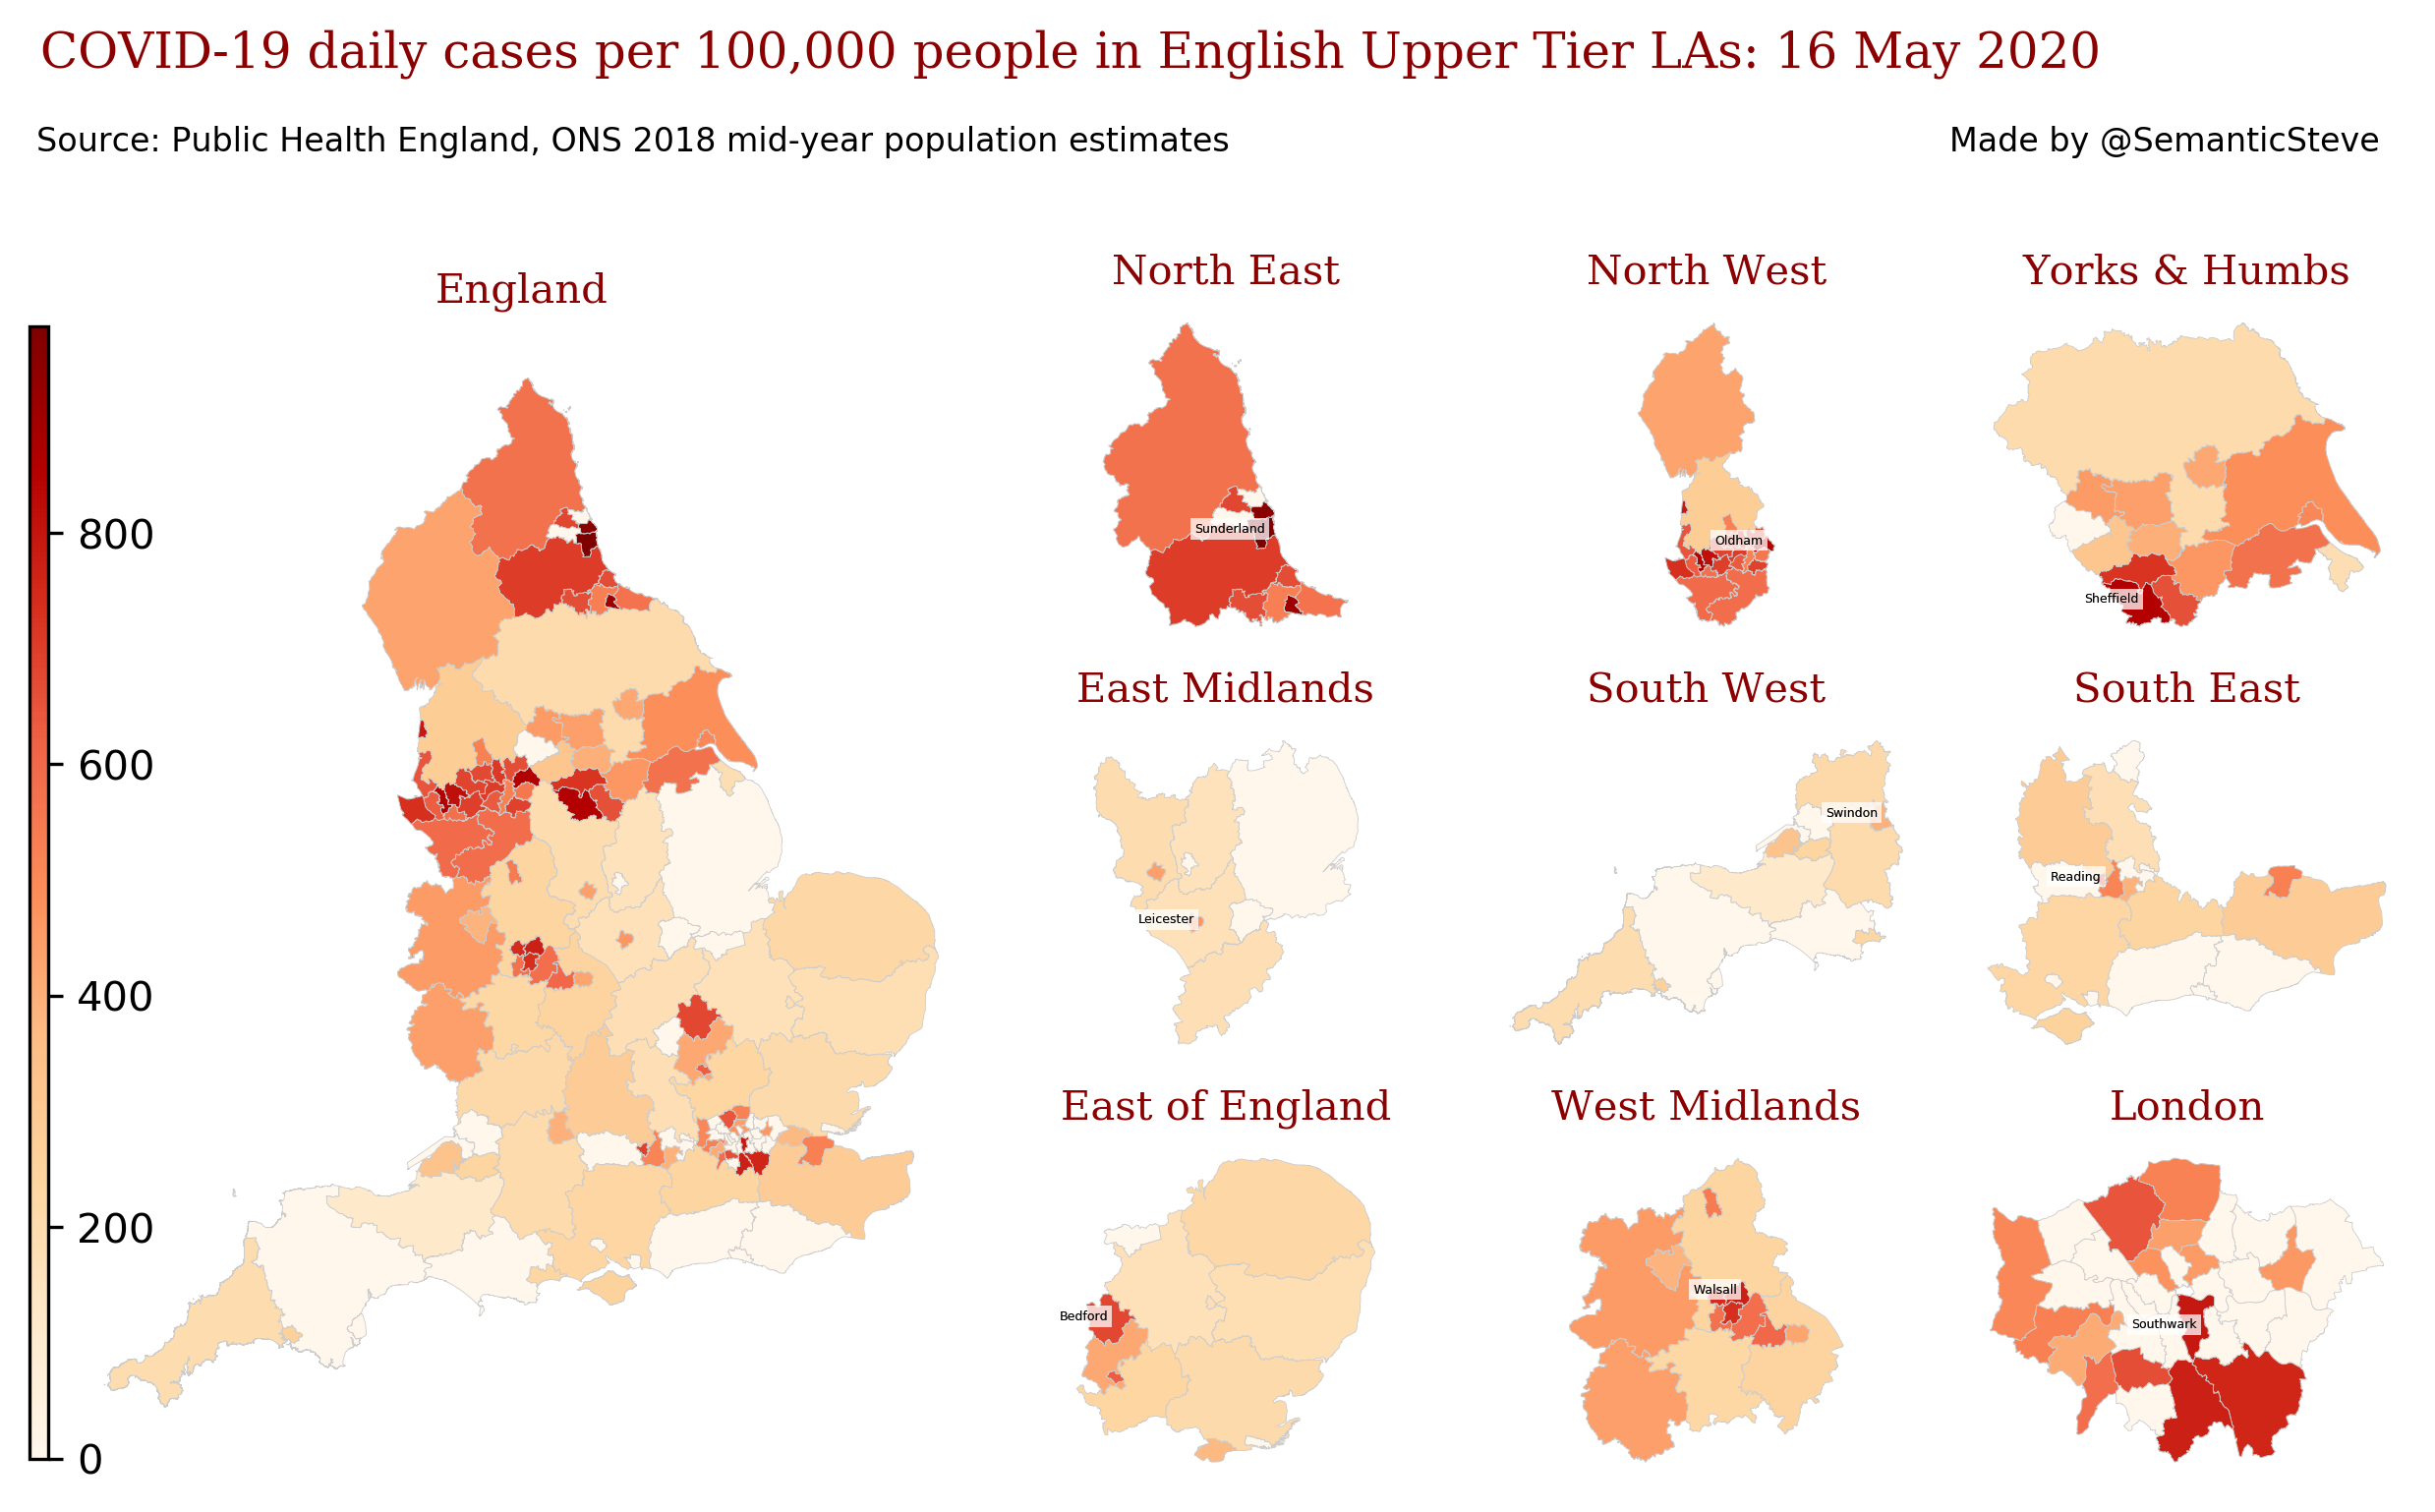 COVID-19 daily cases per 100,000 people in English Upper Tier LAs: 16 May 2020
Source: Public Health England, ONS 2018 mid-year population estimates
Made by @SemanticSteve
England
800
600
400
200
0
North East
Sunderland
North West
Oldham
Yorks & Humbs
Sheffield
East Midlands
Leicester
South West
Swindon
South East
Reading
East of England
Bedford
West Midlands
Walsall
London
Southwark